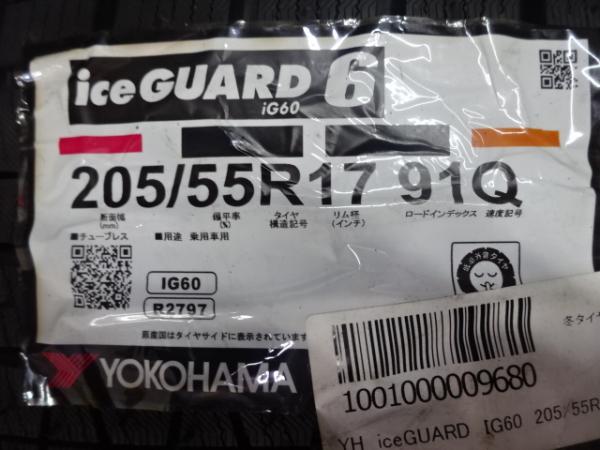 iceGUARD 6
iG60
205/55R17 91Q
断面幅 (mm) 偏平率 (%) タイヤ 構造記号 リム径 (インチ) ロードインデックス 速度記号
■チューブレス ■用途 乗用車用
IG60
R2797
原産国はタイヤサイドに表示されています
YOKOHAMA
冬タイヤ
1001000009680
YH iceGUARD IG60 205/55R